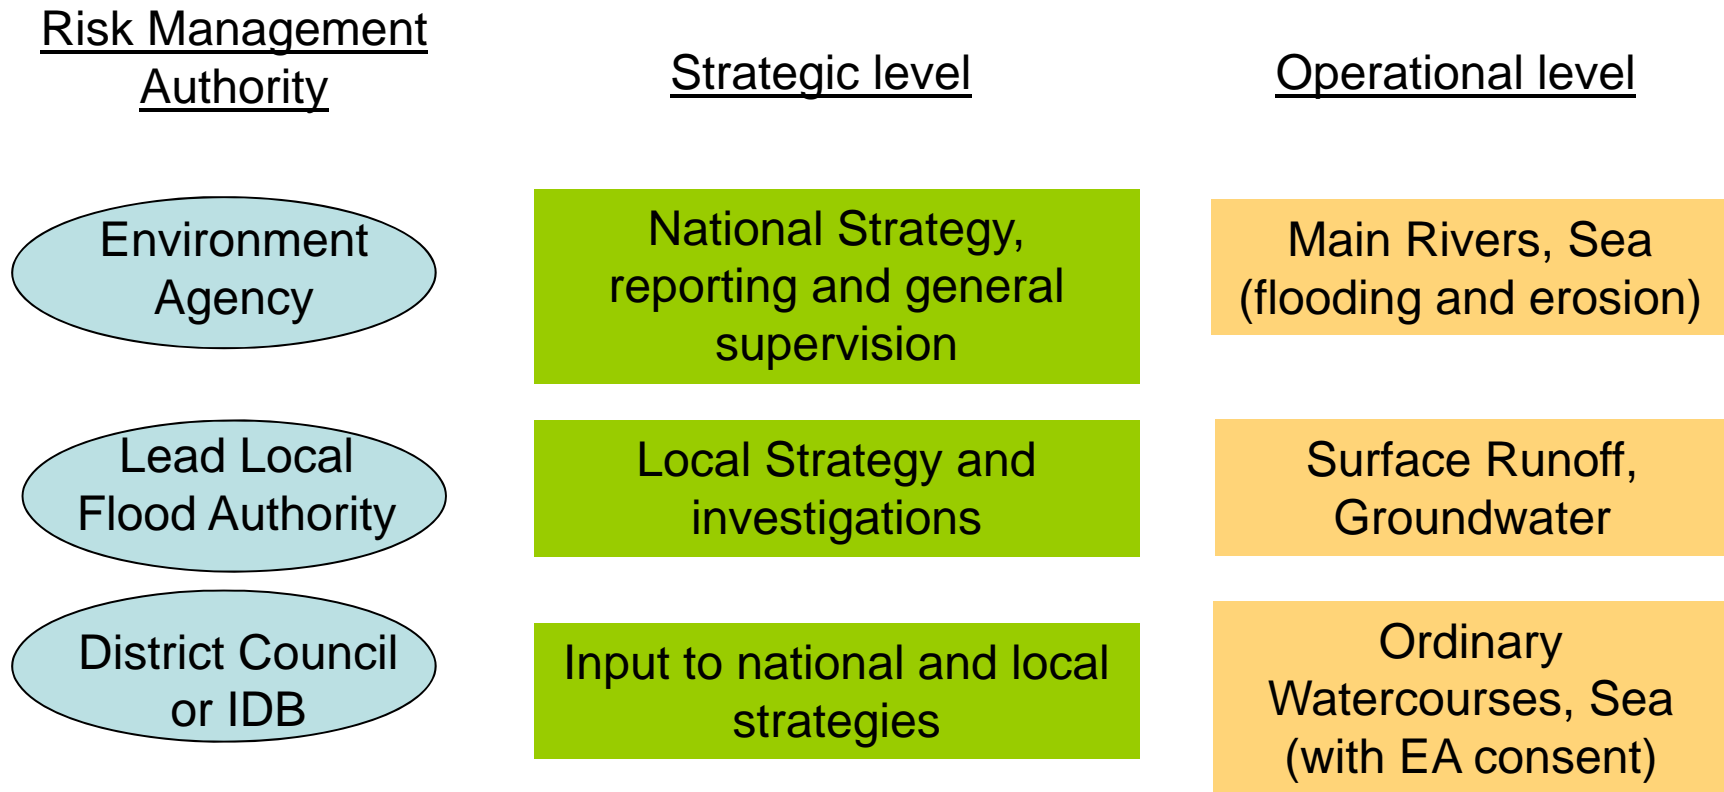 Risk Management
Authority
Strategic level
Operational level
Environment
Agency
National Strategy,
reporting and general
supervision
Main Rivers, Sea
(flooding and erosion)
Lead Local
Flood Authority
Local Strategy and
investigations
Surface Runoff,
Groundwater
District Council
or IDB
Input to national and local
strategies
Ordinary
Watercourses, Sea
(with EA consent)